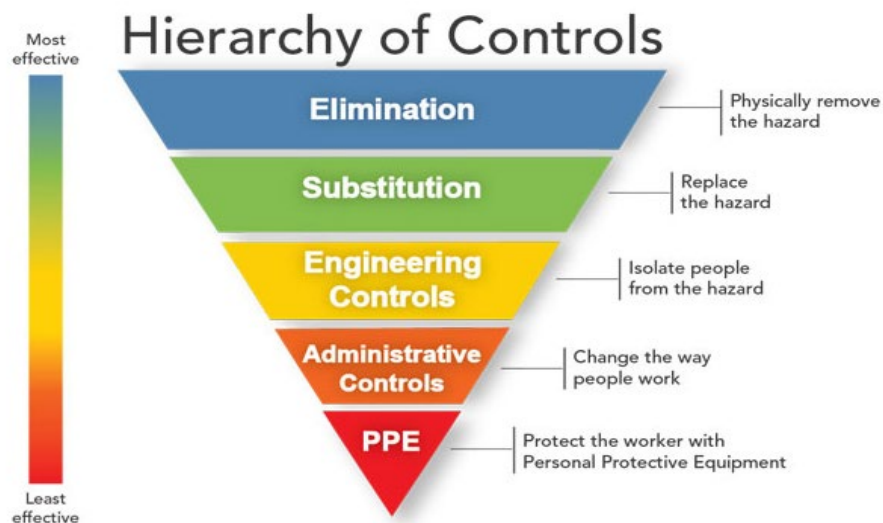 Hierarchy of Controls
Most
effective
Elimination
Physically remove
the hazard
Substitution
Replace
the hazard
Engineering
Controls
Isolate people
from the hazard
Administrative
Controls
Change the way
people work
PPE
Protect the worker with
Personal Protective Equipment
Least
effective